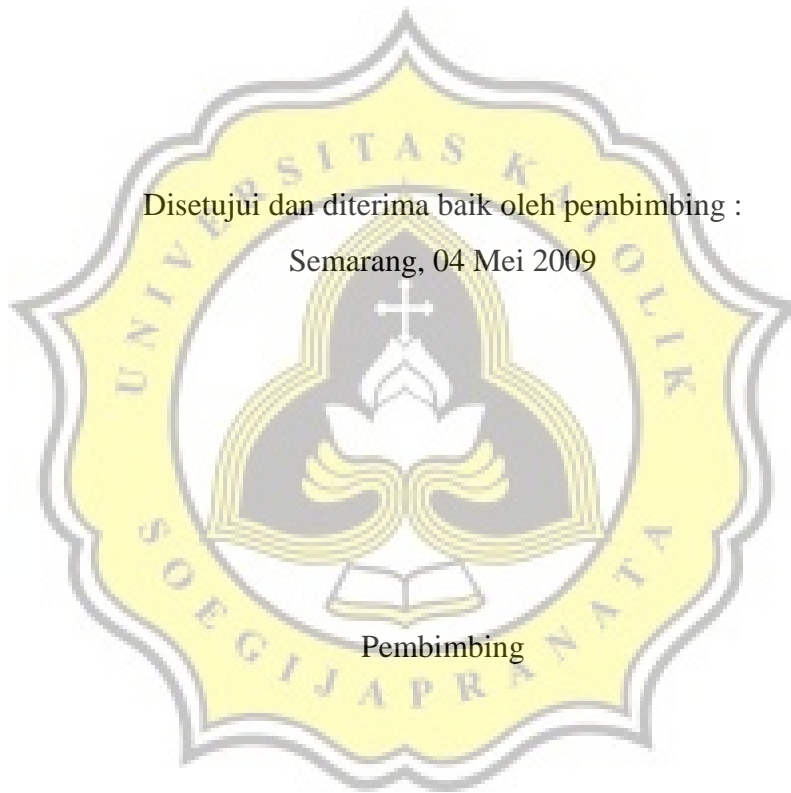 UNIVERSITAS KATOLIK
Disetujui dan diterima baik oleh pembimbing :
Semarang, 04 Mei 2009
Pembimbing
SOEGIJAPRANATA